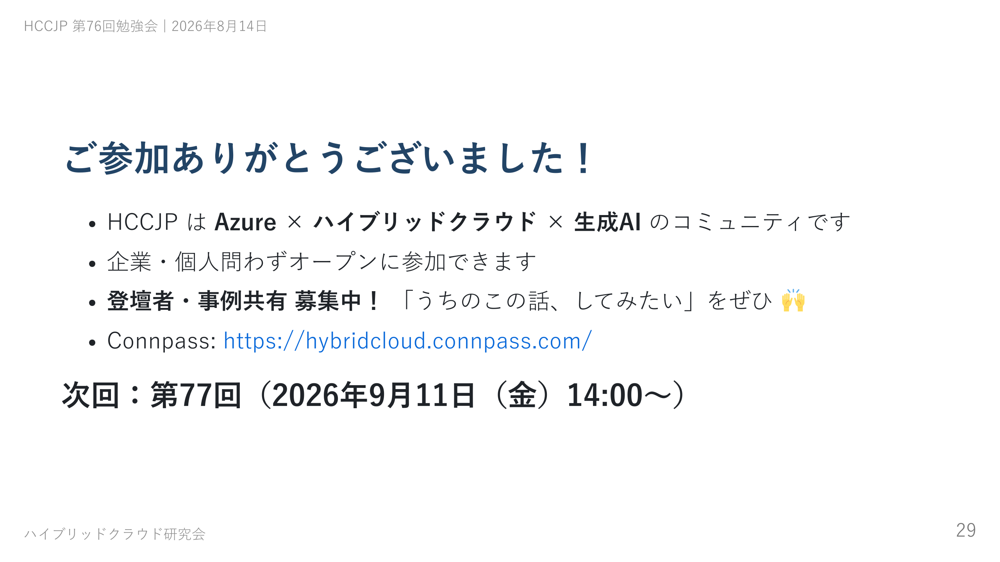 HCCJP 第76回勉強会 | 2026年8月14日
ご参加ありがとうございました！
• HCCJP は Azure × ハイブリッドクラウド × 生成AI のコミュニティです
• 企業・個人問わずオープンに参加できます
• 登壇者・事例共有 募集中！ 「うちのこの話、してみたい」をぜひ 🙌
• Connpass: https://hybridcloud.connpass.com/
次回：第77回（2026年9月11日（金）14:00〜）
ハイブリッドクラウド研究会
29